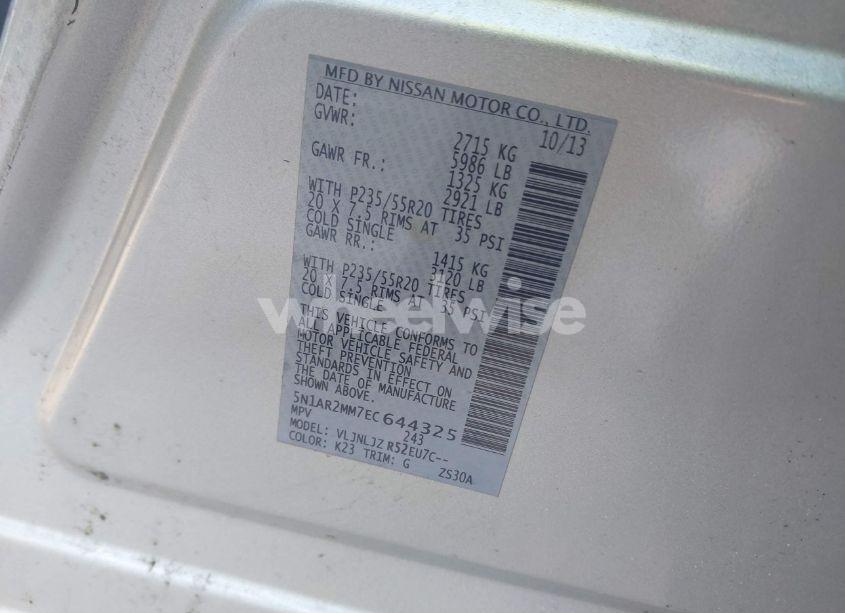 MFD BY NISSAN MOTOR CO., LTD.
DATE: 10/13
GVWR: 2715 KG
5986 LB
GAWR FR.: 1325 KG
2921 LB
WITH P235/55R20 TIRES
20 X 7.5 RIMS AT 35 PSI
COLD SINGLE
GAWR RR.: 1415 KG
3120 LB
WITH P235/55R20 TIRES
20 X 7.5 RIMS AT 35 PSI
COLD SINGLE
THIS VEHICLE CONFORMS TO
ALL APPLICABLE FEDERAL
MOTOR VEHICLE SAFETY AND
THEFT PREVENTION
STANDARDS IN EFFECT ON
THE DATE OF MANUFACTURE
SHOWN ABOVE.
5N1AR2MM7EC644325
MPV 243
MODEL: VLJNLJZ R52EU7C--
COLOR: K23 TRIM: G ZS30A
wheelwise